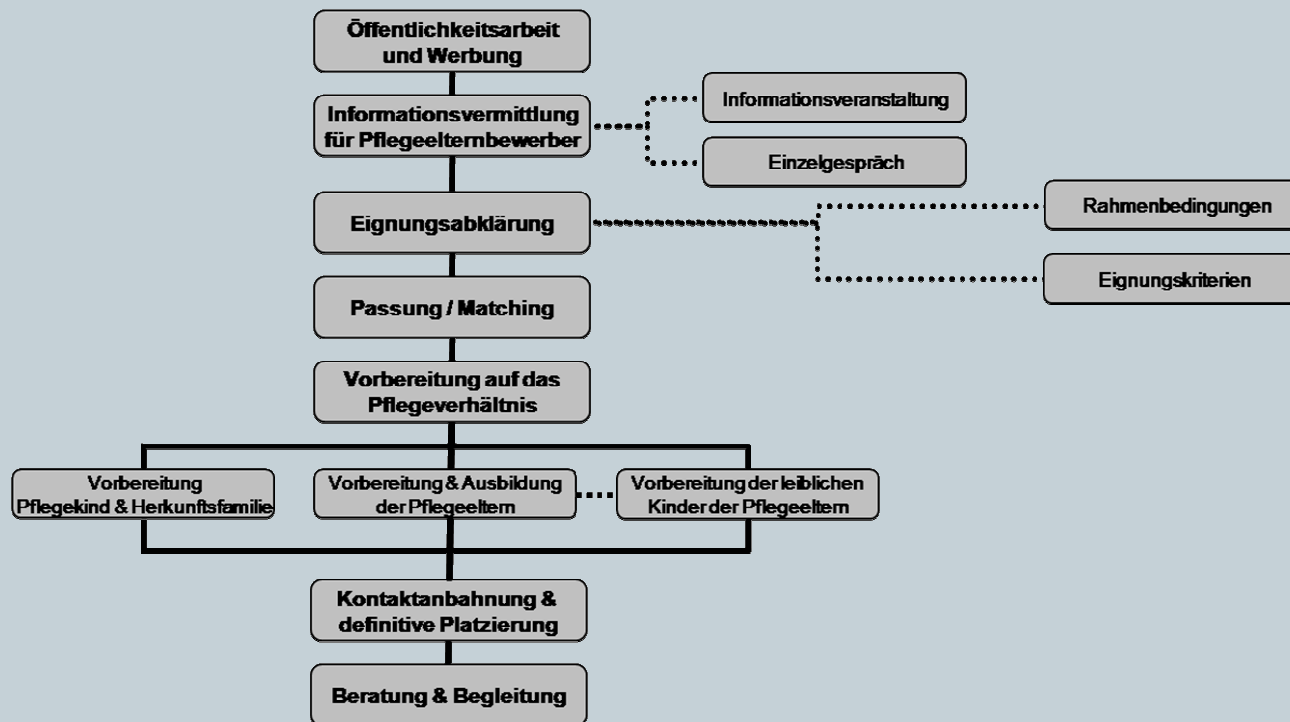 Öffentlichkeitsarbeit
und Werbung
Informationsvermittlung
für Pflegeelternbewerber
Informationsveranstaltung
Einzelgespräch
Eignungsabklärung
Rahmenbedingungen
Eignungskriterien
Passung / Matching
Vorbereitung auf das
Pflegeverhältnis
Vorbereitung
Pflegekind & Herkunftsfamilie
Vorbereitung & Ausbildung
der Pflegeeltern
Vorbereitung der leiblichen
Kinder der Pflegeeltern
Kontaktanbahnung &
definitive Platzierung
Beratung & Begleitung